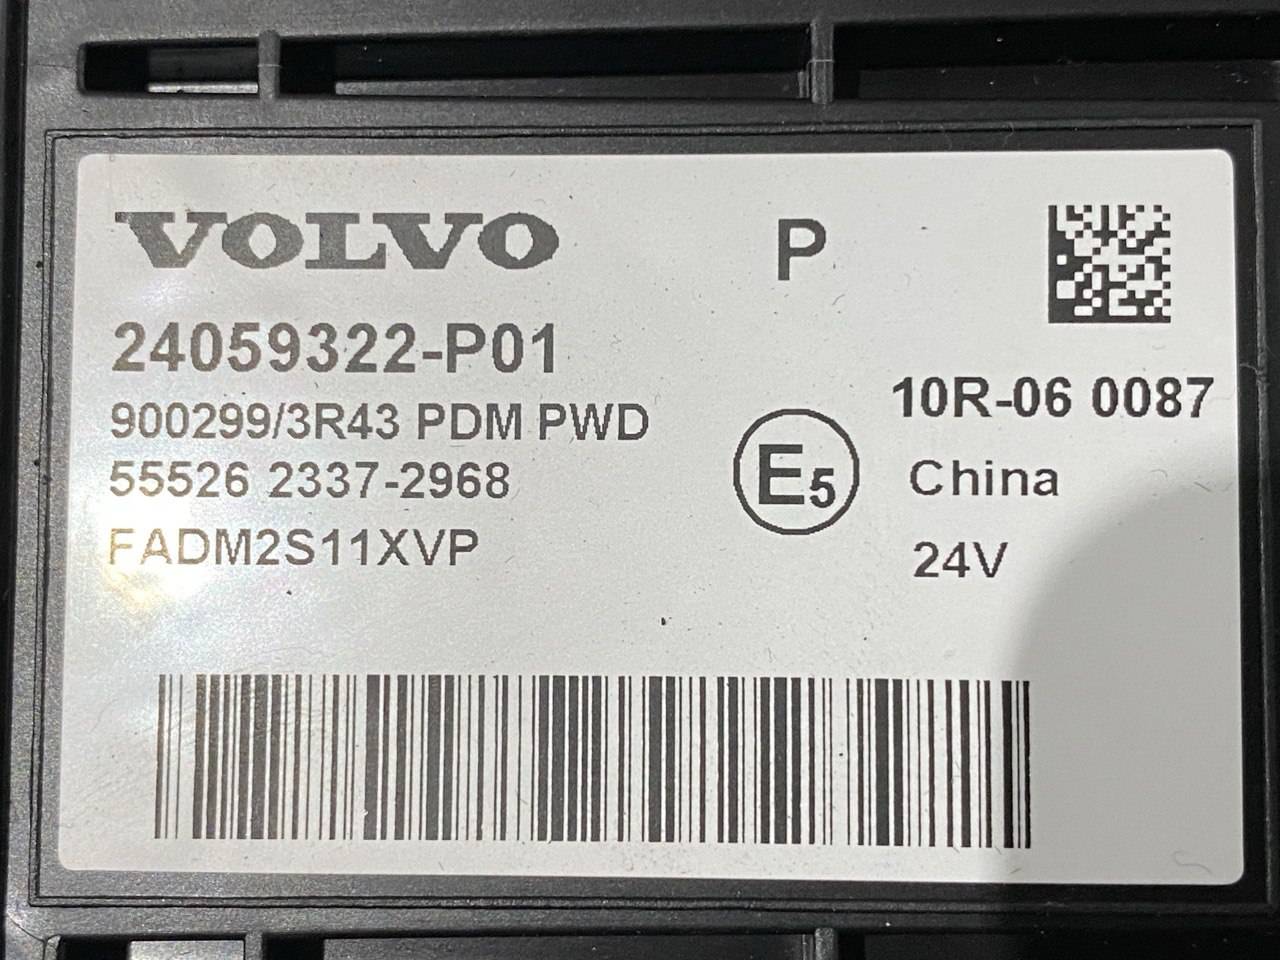 VOLVO
P
24059322-P01
900299/3R43 PDM PWD
55526 2337-2968
FADM2S11XVP
E5
10R-06 0087
China
24V